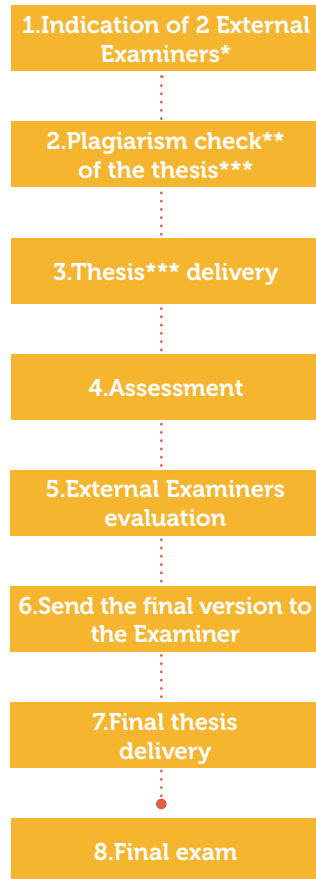 1.Indication of 2 External
Examiners*
2.Plagiarism check**
of the thesis***
3.Thesis*** delivery
4.Assessment
5.External Examiners
evaluation
6.Send the final version to
the Examiner
7.Final thesis
delivery
8.Final exam